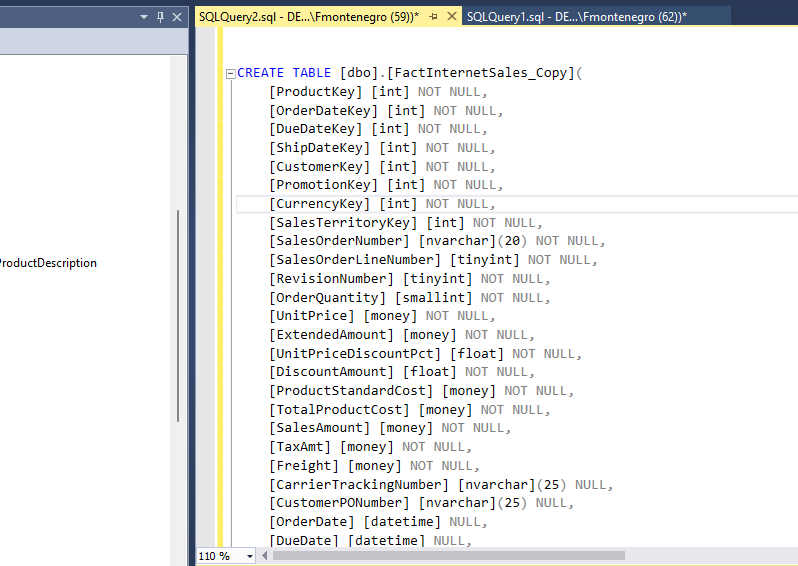 SQLQuery2.sql - DE...\Fmontenegro (59))*
SQLQuery1.sql - DE...\Fmontenegro (62))*
CREATE TABLE [dbo].[FactInternetSales_Copy](
[ProductKey] [int] NOT NULL,
[OrderDateKey] [int] NOT NULL,
[DueDateKey] [int] NOT NULL,
[ShipDateKey] [int] NOT NULL,
[CustomerKey] [int] NOT NULL,
[PromotionKey] [int] NOT NULL,
[CurrencyKey] [int] NOT NULL,
[SalesTerritoryKey] [int] NOT NULL,
[SalesOrderNumber] [nvarchar](20) NOT NULL,
[SalesOrderLineNumber] [tinyint] NOT NULL,
[RevisionNumber] [tinyint] NOT NULL,
[OrderQuantity] [smallint] NOT NULL,
[UnitPrice] [money] NOT NULL,
[ExtendedAmount] [money] NOT NULL,
[UnitPriceDiscountPct] [float] NOT NULL,
[DiscountAmount] [float] NOT NULL,
[ProductStandardCost] [money] NOT NULL,
[TotalProductCost] [money] NOT NULL,
[SalesAmount] [money] NOT NULL,
[TaxAmt] [money] NOT NULL,
[Freight] [money] NOT NULL,
[CarrierTrackingNumber] [nvarchar](25) NULL,
[CustomerPONumber] [nvarchar](25) NULL,
[OrderDate] [datetime] NULL,
[DueDate] [datetime] NULL,
ProductDescription
110 %